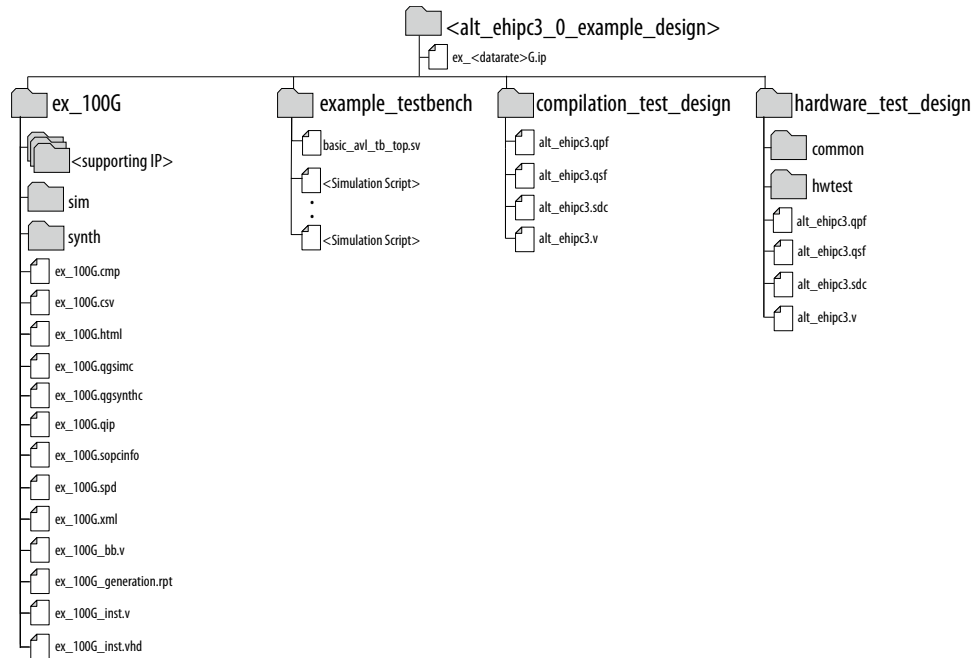 <alt_ehipc3_0_example_design>
ex_<datarate>G.ip
ex_100G
<supporting IP>
sim
synth
ex_100G.cmp
ex_100G.csv
ex_100G.html
ex_100G.qgsimc
ex_100G.qgsynthc
ex_100G.qip
ex_100G.sopcinfo
ex_100G.spd
ex_100G.xml
ex_100G_bb.v
ex_100G_generation.rpt
ex_100G_inst.v
ex_100G_inst.vhd
example_testbench
basic_avl_tb_top.sv
<Simulation Script>
<Simulation Script>
compilation_test_design
alt_ehipc3.qpf
alt_ehipc3.qsf
alt_ehipc3.sdc
alt_ehipc3.v
hardware_test_design
common
hwtest
alt_ehipc3.qpf
alt_ehipc3.qsf
alt_ehipc3.sdc
alt_ehipc3.v